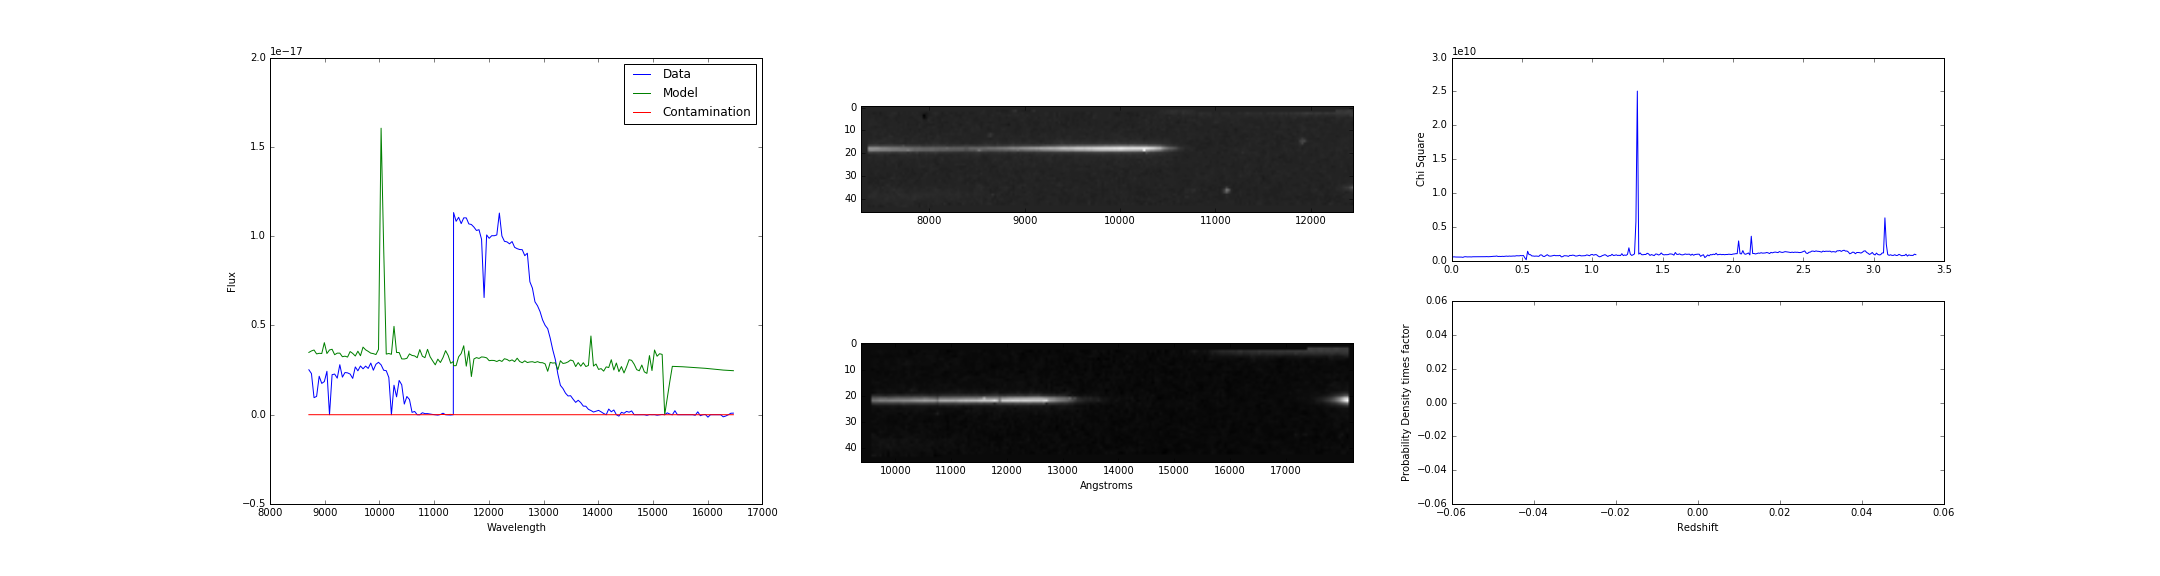 1e−17
2.0
1.5
1.0
0.5
0.0
−0.5
Flux
8000 9000 10000 11000 12000 13000 14000 15000 16000 17000
Wavelength
Data
Model
Contamination
0
10
20
30
40
8000 9000 10000 11000 12000
0
10
20
30
40
10000 11000 12000 13000 14000 15000 16000 17000
Angstroms
1e10
3.0
2.5
2.0
1.5
1.0
0.5
0.0
Chi Square
0.0 0.5 1.0 1.5 2.0 2.5 3.0 3.5
0.06
0.04
0.02
0.00
−0.02
−0.04
−0.06
Probability Density times factor
−0.06 −0.04 −0.02 0.00 0.02 0.04 0.06
Redshift